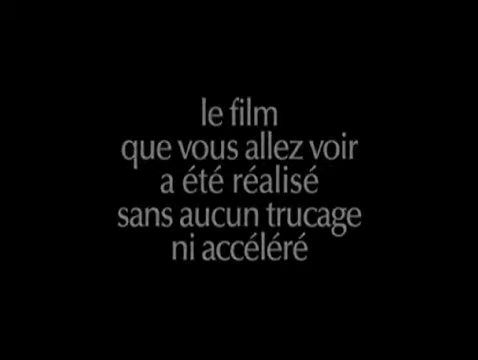 le film
que vous allez voir
a été réalisé
sans aucun trucage
ni accéléré